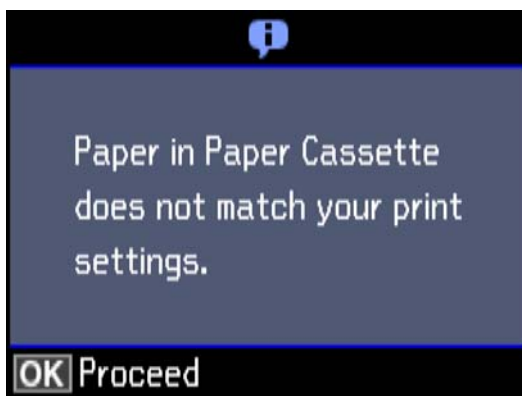 Paper in Paper Cassette
does not match your print
settings.
OK Proceed